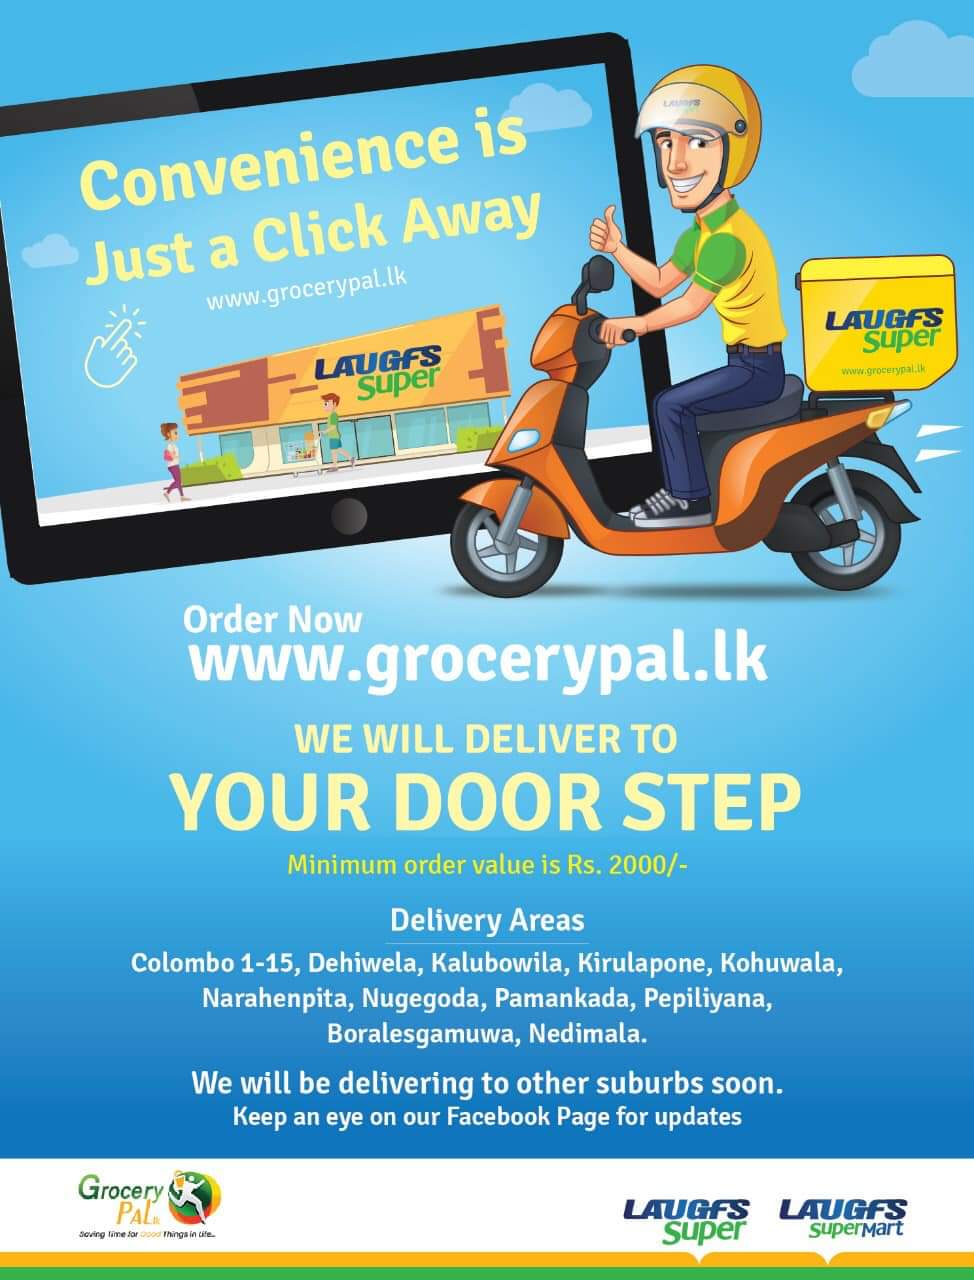 LAUGFS
Convenience is
Just a Click Away
www.grocerypal.lk
LAUGFS
Super
LAUGFS
Super
www.grocerypal.lk
Order Now
www.grocerypal.lk
WE WILL DELIVER TO
YOUR DOOR STEP
Minimum order value is Rs. 2000/-
Delivery Areas
Colombo 1-15, Dehiwela, Kalubowila, Kirulapone, Kohuwala,
Narahenpita, Nugegoda, Pamankada, Pepiliyana,
Boralesgamuwa, Nedimala.
We will be delivering to other suburbs soon.
Keep an eye on our Facebook Page for updates
Grocery
PAL.lk
Saving Time for Good Things in Life...
LAUGFS
Super
LAUGFS
SuperMart